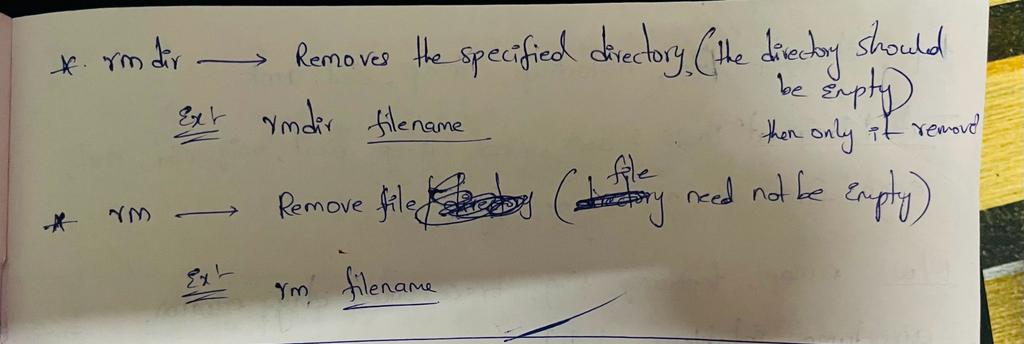 * rmdir → Removes the specified directory, (the directory should
be Empty)
then only it remove
Ex:- rmdir filename
* rm → Remove file (file need not be Empty)
Ex:- rm filename